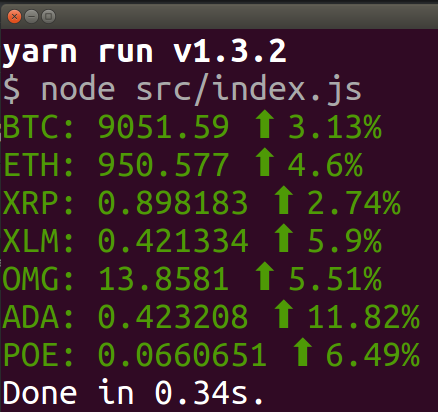 yarn run v1.3.2
$ node src/index.js
BTC: 9051.59 ⬆ 3.13%
ETH: 950.577 ⬆ 4.6%
XRP: 0.898183 ⬆ 2.74%
XLM: 0.421334 ⬆ 5.9%
OMG: 13.8581 ⬆ 5.51%
ADA: 0.423208 ⬆ 11.82%
POE: 0.0660651 ⬆ 6.49%
Done in 0.34s.